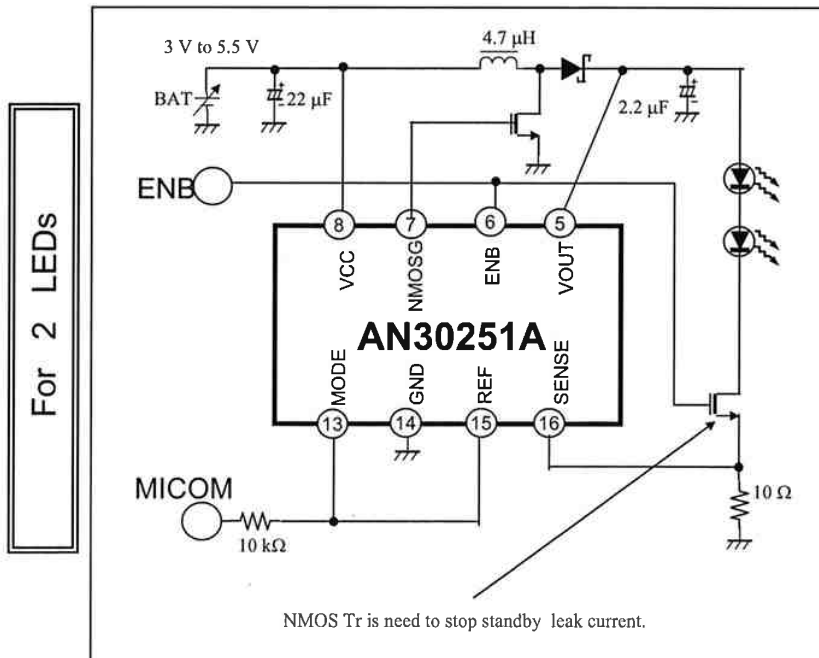 For 2 LEDs
3 V to 5.5 V
4.7 μH
BAT
22 μF
2.2 μF
ENB
8
7
6
5
VCC
NMOSG
ENB
VOUT
AN30251A
MODE
GND
REF
SENSE
13
14
15
16
MICOM
10 kΩ
10 Ω
NMOS Tr is need to stop standby leak current.